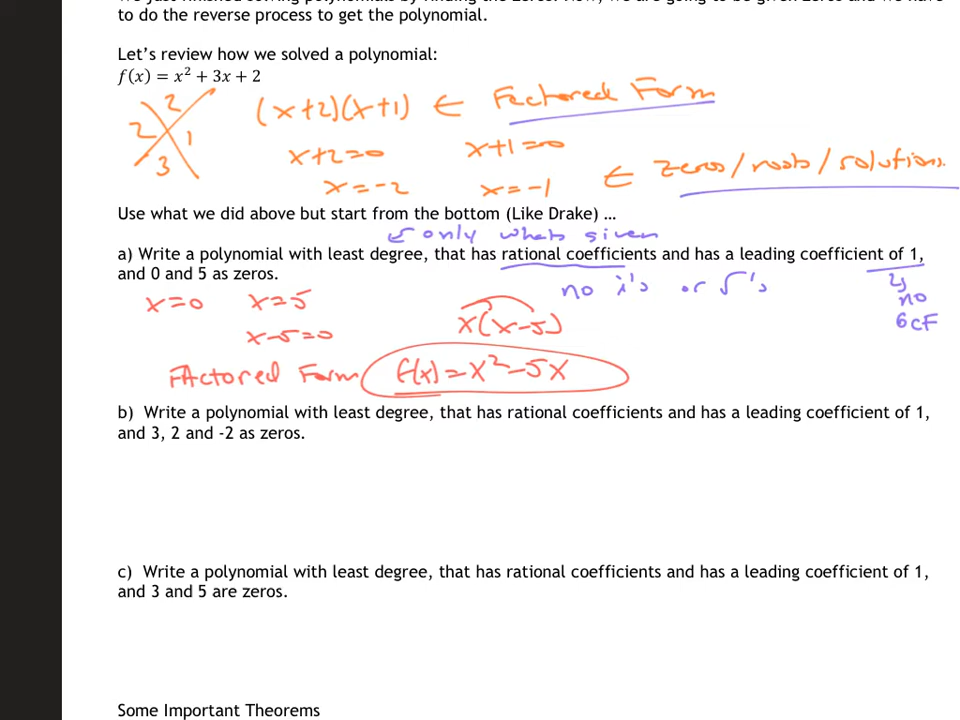 to do the reverse process to get the polynomial.
Let's review how we solved a polynomial:
f(x) = x² + 3x + 2
2
2 1
3
(x+2)(x+1) ∈ Factored Form
x+2=0 x+1=0
x=-2 x=-1 ∈ zeros/roots/solutions.
Use what we did above but start from the bottom (Like Drake) …
only whats given
a) Write a polynomial with least degree, that has rational coefficients and has a leading coefficient of 1,
and 0 and 5 as zeros.
no i's or √'s
no
GCF
x=0 x=5
x-5=0
x(x-5)
FActored Form f(x)=x²-5x
b) Write a polynomial with least degree, that has rational coefficients and has a leading coefficient of 1,
and 3, 2 and -2 as zeros.
c) Write a polynomial with least degree, that has rational coefficients and has a leading coefficient of 1,
and 3 and 5 are zeros.
Some Important Theorems